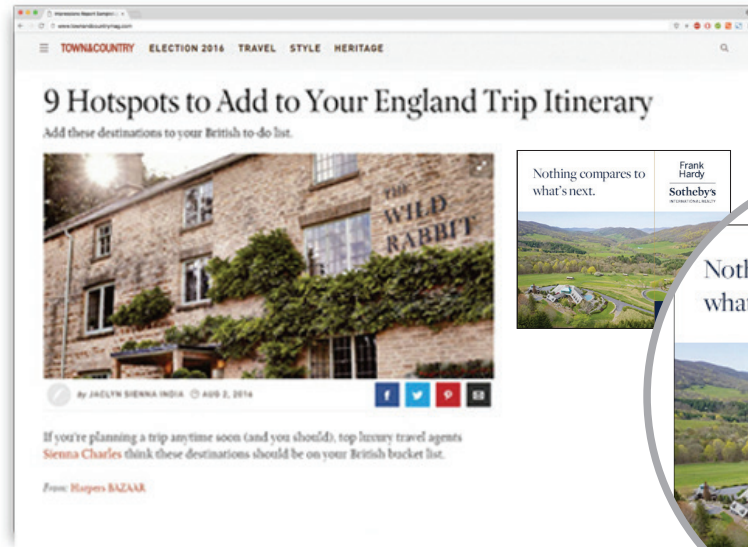 www.townandcountrymag.com
TOWN&COUNTRY ELECTION 2016 TRAVEL STYLE HERITAGE
9 Hotspots to Add to Your England Trip Itinerary
Add these destinations to your British to-do list.
THE
WILD
RABBIT
By JACLYN SIENNA INDIA AUG 2, 2016
If you're planning a trip anytime soon (and you should), top luxury travel agents
Sienna Charles think these destinations should be on your British bucket list.
From: Harpers BAZAAR
Nothing compares to
what's next.
Frank
Hardy
Sotheby's
INTERNATIONAL REALTY
Noth
what